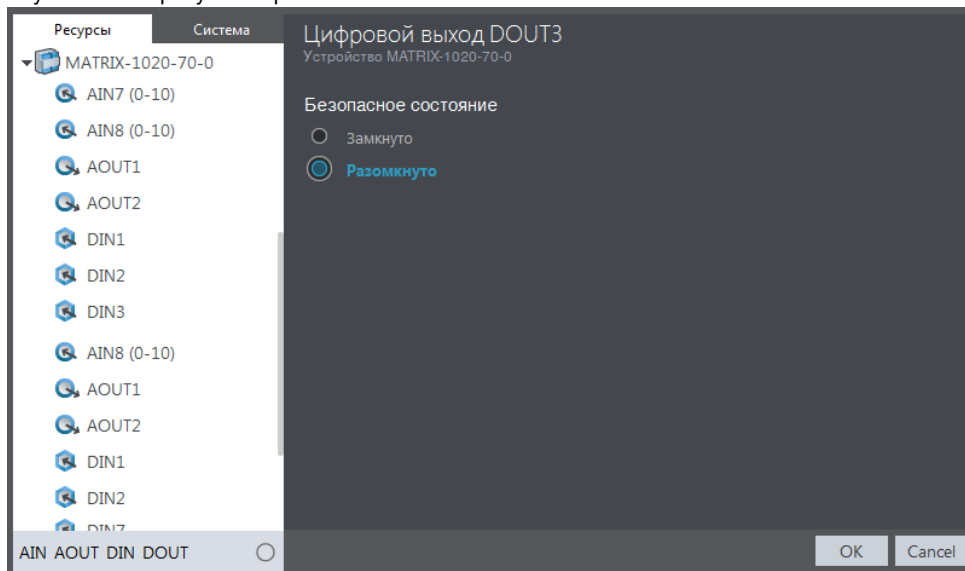 Ресурсы
Система
MATRIX-1020-70-0
AIN7 (0-10)
AIN8 (0-10)
AOUT1
AOUT2
DIN1
DIN2
DIN3
AIN8 (0-10)
AOUT1
AOUT2
DIN1
DIN2
DIN7
AIN AOUT DIN DOUT
Цифровой выход DOUT3
Устройство MATRIX-1020-70-0
Безопасное состояние
Замкнуто
Разомкнуто
OK
Cancel